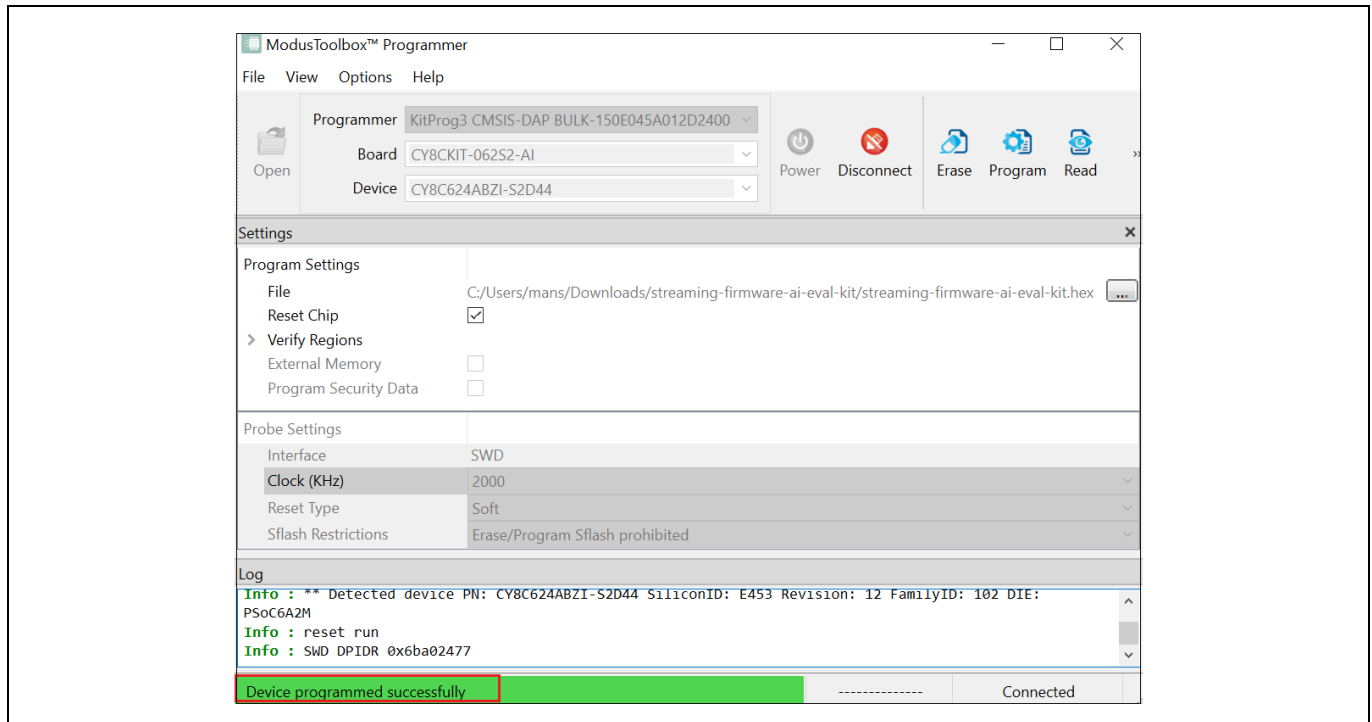 ModusToolbox™ Programmer
File View Options Help
Programmer KitProg3 CMSIS-DAP BULK-150E045A012D2400
Board CY8CKIT-062S2-AI
Device CY8C624ABZI-S2D44
Open
Power Disconnect Erase Program Read »
Settings
Program Settings
File C:/Users/mans/Downloads/streaming-firmware-ai-eval-kit/streaming-firmware-ai-eval-kit.hex ...
Reset Chip
Verify Regions
External Memory
Program Security Data
Probe Settings
Interface SWD
Clock (KHz) 2000
Reset Type Soft
Sflash Restrictions Erase/Program Sflash prohibited
Log
Info : ** Detected device PN: CY8C624ABZI-S2D44 SiliconID: E453 Revision: 12 FamilyID: 102 DIE:
PSoC6A2M
Info : reset run
Info : SWD DPIDR 0x6ba02477
Device programmed successfully -------------- Connected